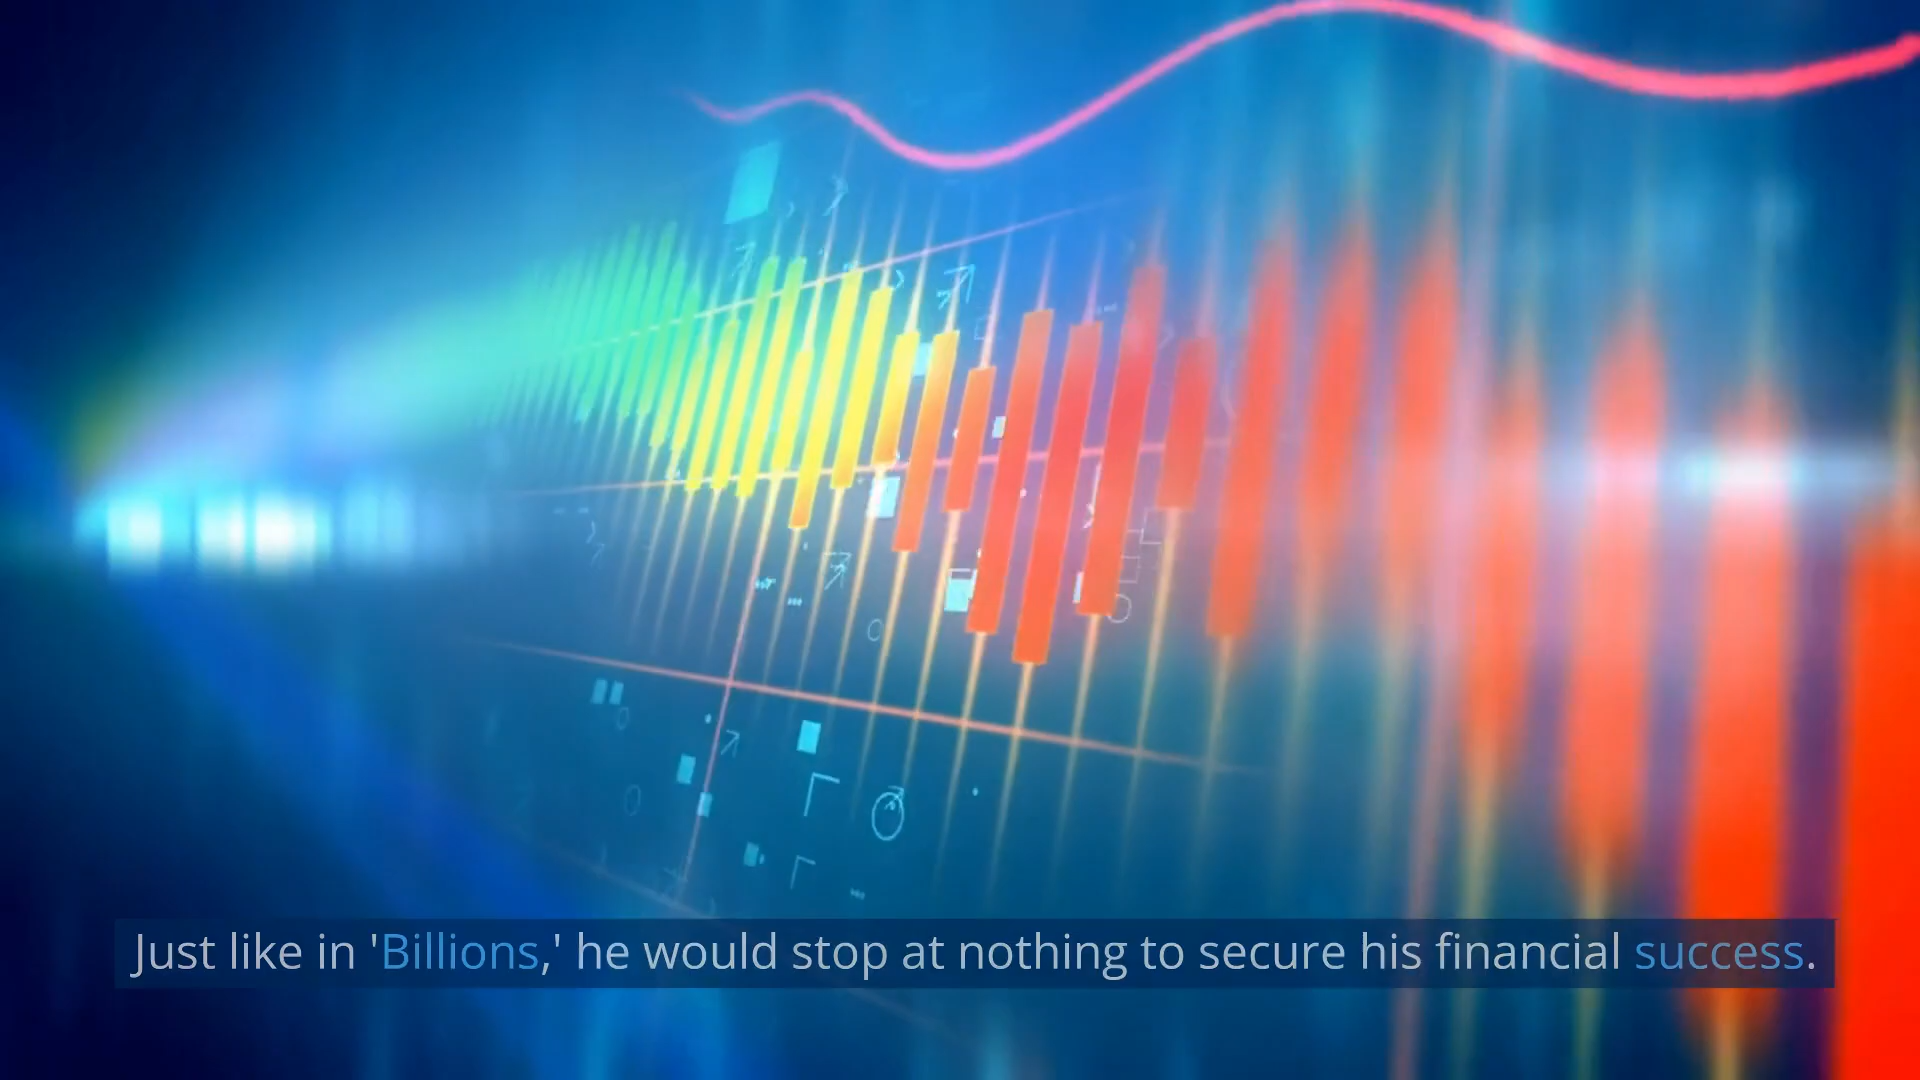 Just like in 'Billions,' he would stop at nothing to secure his financial success.